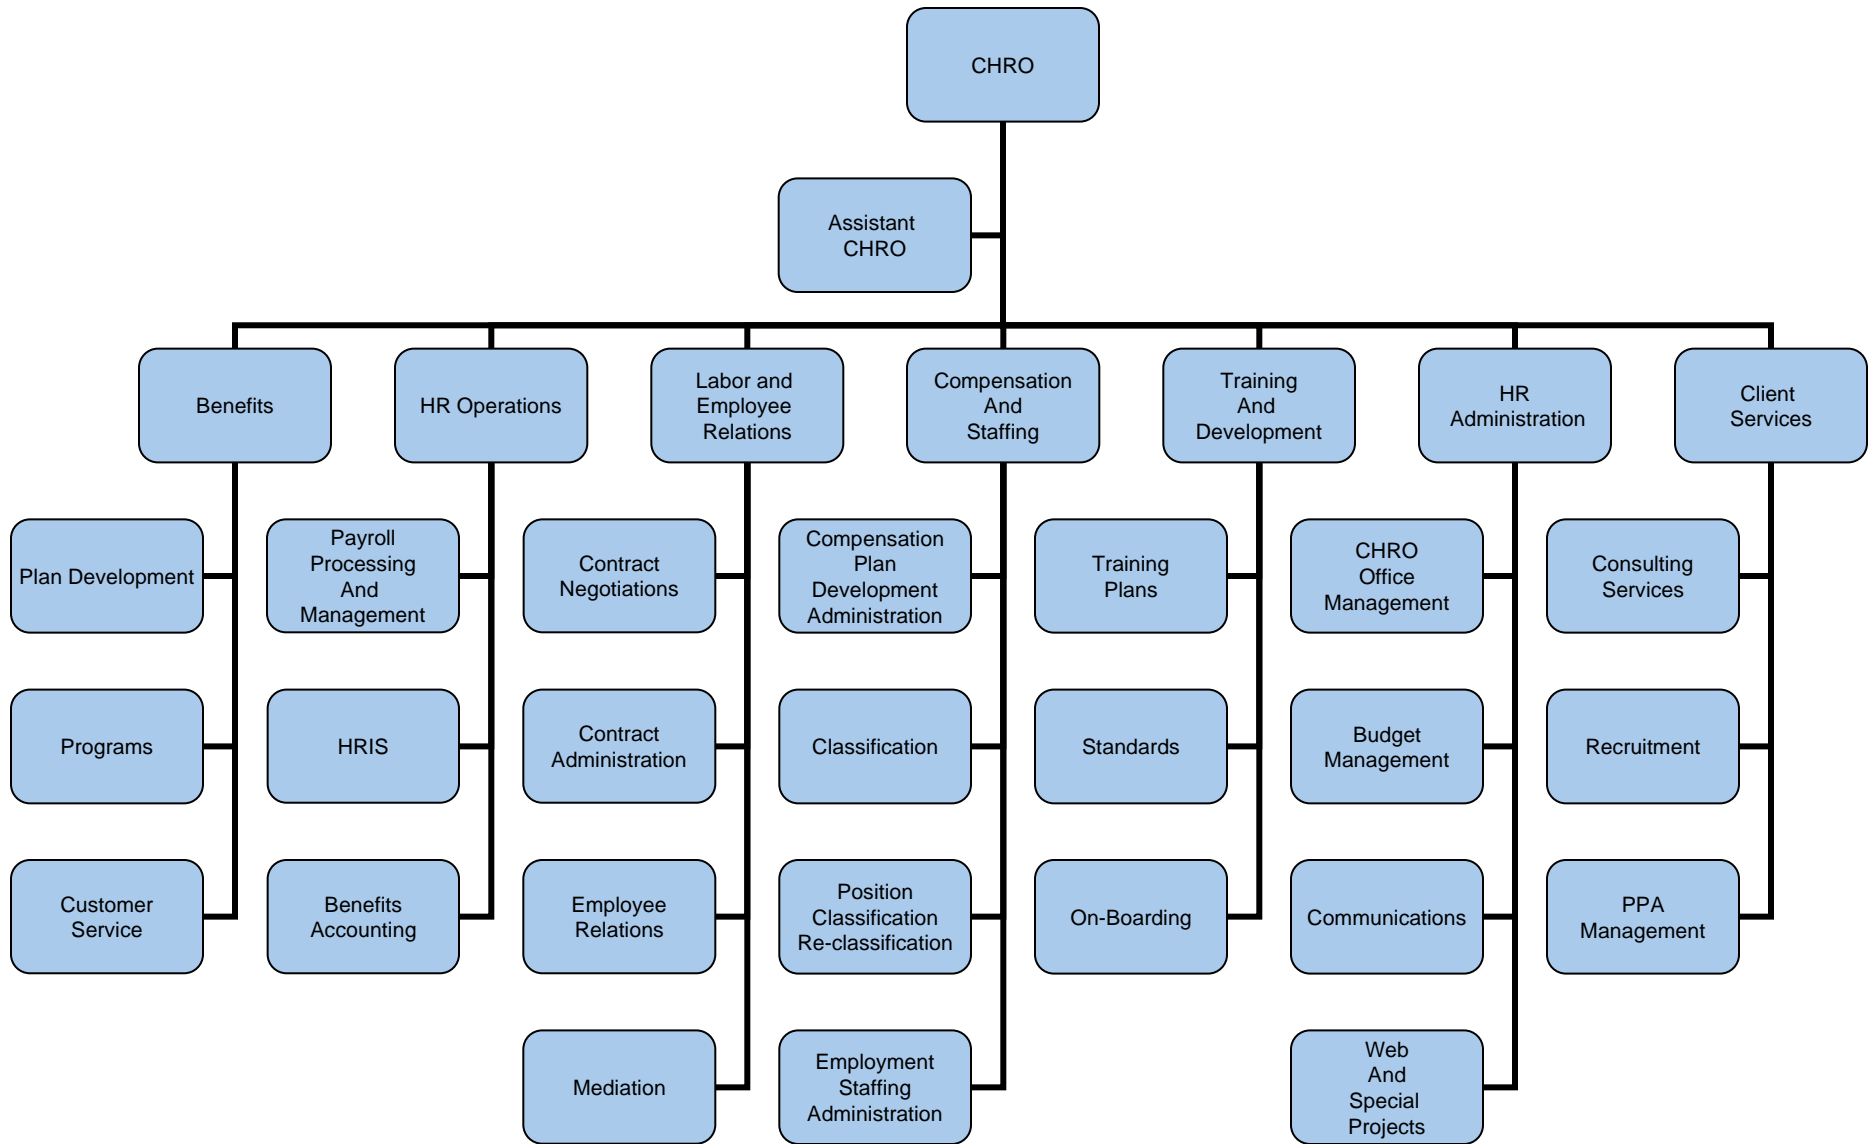 CHRO
Assistant
CHRO
Benefits
HR Operations
Labor and
Employee
Relations
Compensation
And
Staffing
Training
And
Development
HR
Administration
Client
Services
Plan Development
Payroll
Processing
And
Management
Contract
Negotiations
Compensation
Plan
Development
Administration
Training
Plans
CHRO
Office
Management
Consulting
Services
Programs
HRIS
Contract
Administration
Classification
Standards
Budget
Management
Recruitment
Customer
Service
Benefits
Accounting
Employee
Relations
Position
Classification
Re-classification
On-Boarding
Communications
PPA
Management
Mediation
Employment
Staffing
Administration
Web
And
Special
Projects